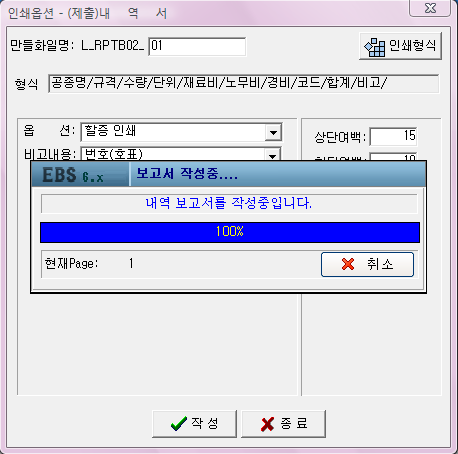 인쇄옵션 - (제출)내 역 서
만들화일명: L_RPTB02_ 01
인쇄형식
형식 공종명/규격/수량/단위/재료비/노무비/경비/코드/합계/비고/
옵 션: 할증 인쇄
상단여백: 15
비고내용: 번호(호표)
하단여백: 10
EBS 6.x 보고서 작성중....
내역 보고서를 작성중입니다.
100%
현재Page: 1
취소
작 성
종 료